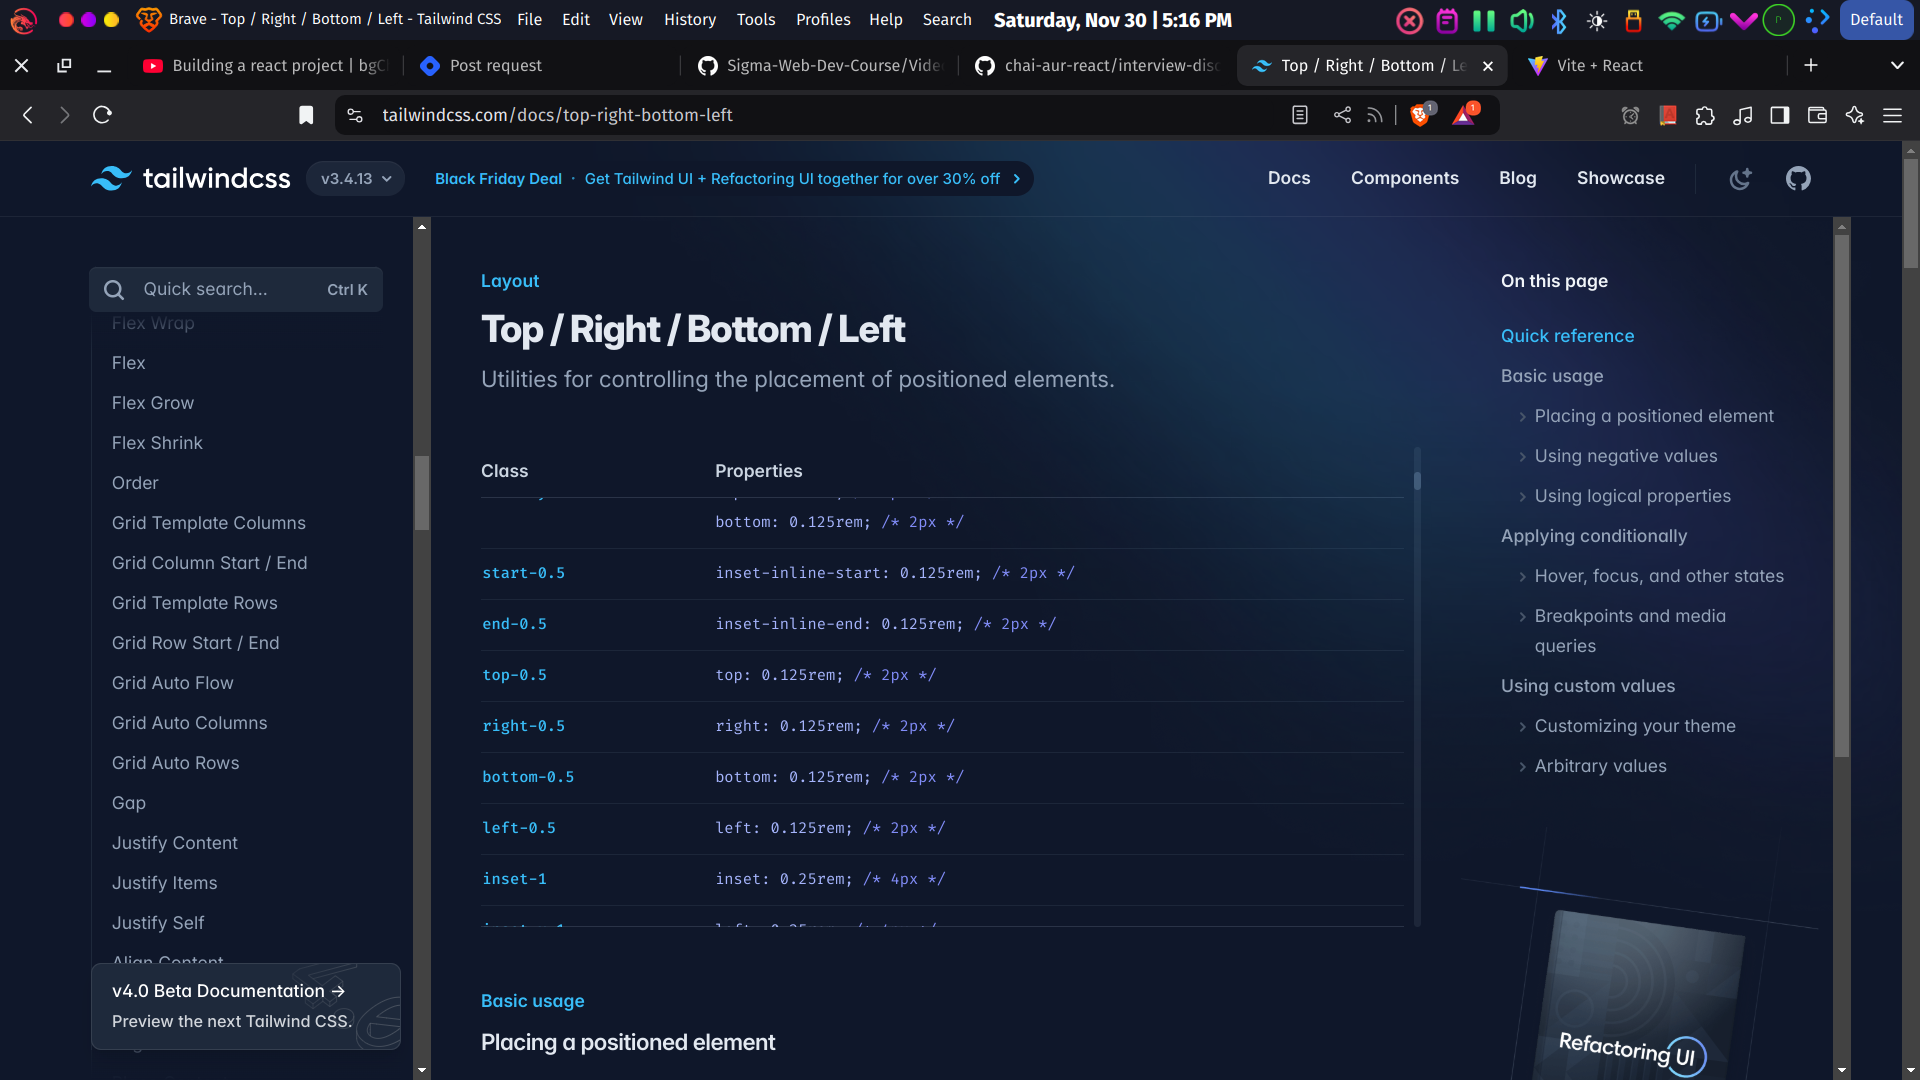 Brave - Top / Right / Bottom / Left - Tailwind CSS File Edit View History Tools Profiles Help Search Saturday, Nov 30 | 5:16 PM Default
Building a react project | bgC Post request Sigma-Web-Dev-Course/Vide chai-aur-react/interview-disc Top / Right / Bottom / Le Vite + React
tailwindcss.com/docs/top-right-bottom-left 1 1
tailwindcss v3.4.13 Black Friday Deal · Get Tailwind UI + Refactoring UI together for over 30% off Docs Components Blog Showcase
Quick search... Ctrl K
Flex Wrap
Flex
Flex Grow
Flex Shrink
Order
Grid Template Columns
Grid Column Start / End
Grid Template Rows
Grid Row Start / End
Grid Auto Flow
Grid Auto Columns
Grid Auto Rows
Gap
Justify Content
Justify Items
Justify Self
Align Content
v4.0 Beta Documentation →
Preview the next Tailwind CSS.
Layout
Top / Right / Bottom / Left
Utilities for controlling the placement of positioned elements.
Class Properties
bottom: 0.125rem; /* 2px */
start-0.5 inset-inline-start: 0.125rem; /* 2px */
end-0.5 inset-inline-end: 0.125rem; /* 2px */
top-0.5 top: 0.125rem; /* 2px */
right-0.5 right: 0.125rem; /* 2px */
bottom-0.5 bottom: 0.125rem; /* 2px */
left-0.5 left: 0.125rem; /* 2px */
inset-1 inset: 0.25rem; /* 4px */
Basic usage
Placing a positioned element
On this page
Quick reference
Basic usage
Placing a positioned element
Using negative values
Using logical properties
Applying conditionally
Hover, focus, and other states
Breakpoints and media
queries
Using custom values
Customizing your theme
Arbitrary values
Refactoring UI